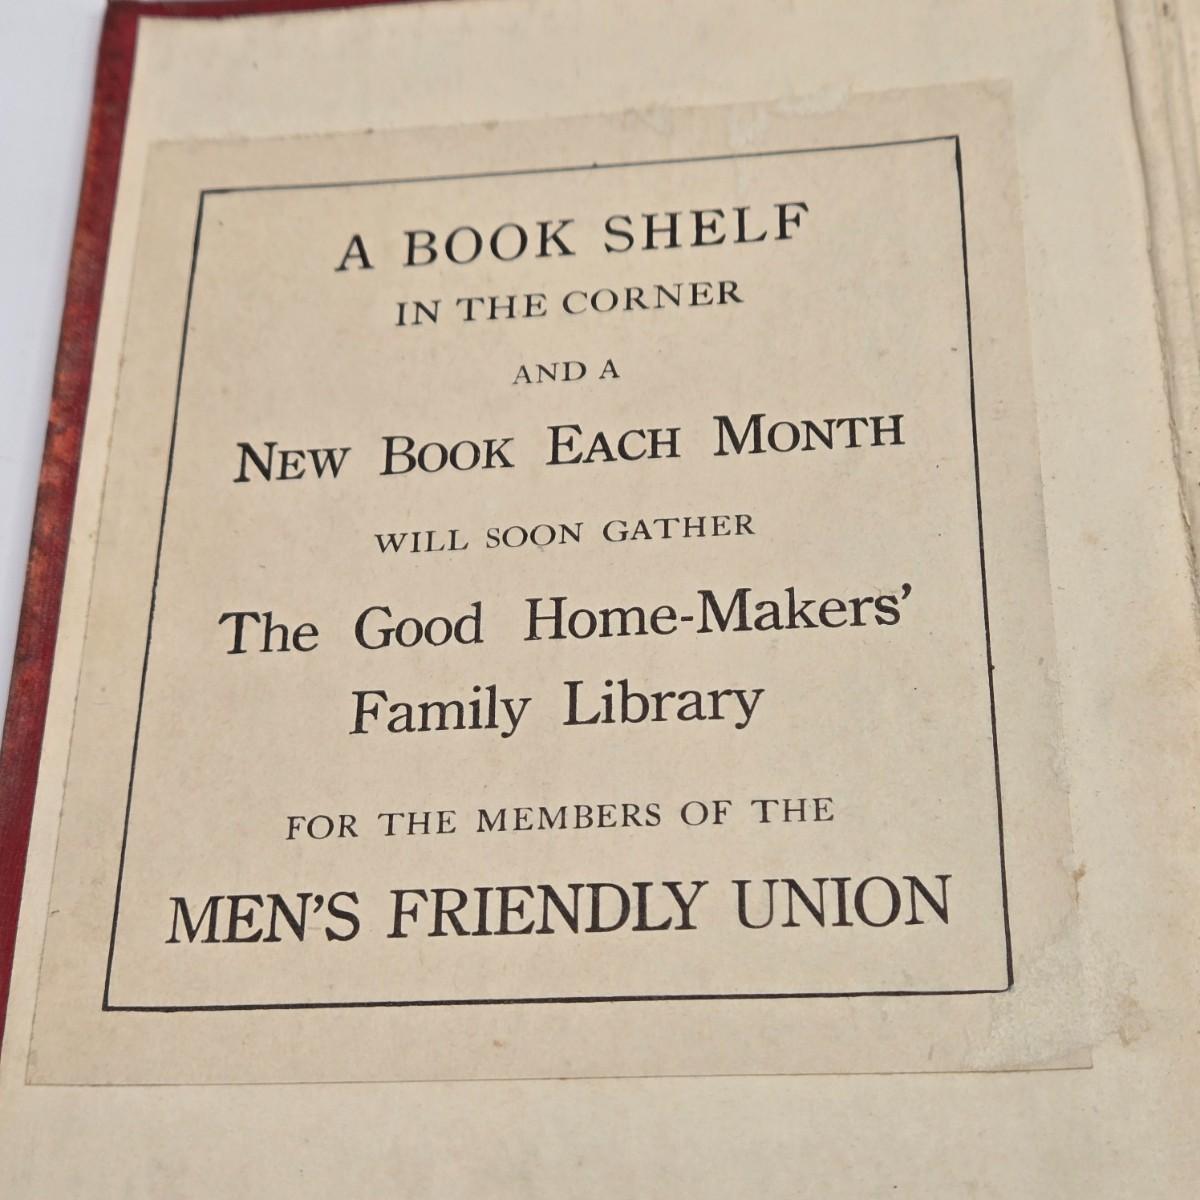 A BOOK SHELF
IN THE CORNER
AND A
NEW BOOK EACH MONTH
WILL SOON GATHER
The Good Home-Makers'
Family Library
FOR THE MEMBERS OF THE
MEN'S FRIENDLY UNION